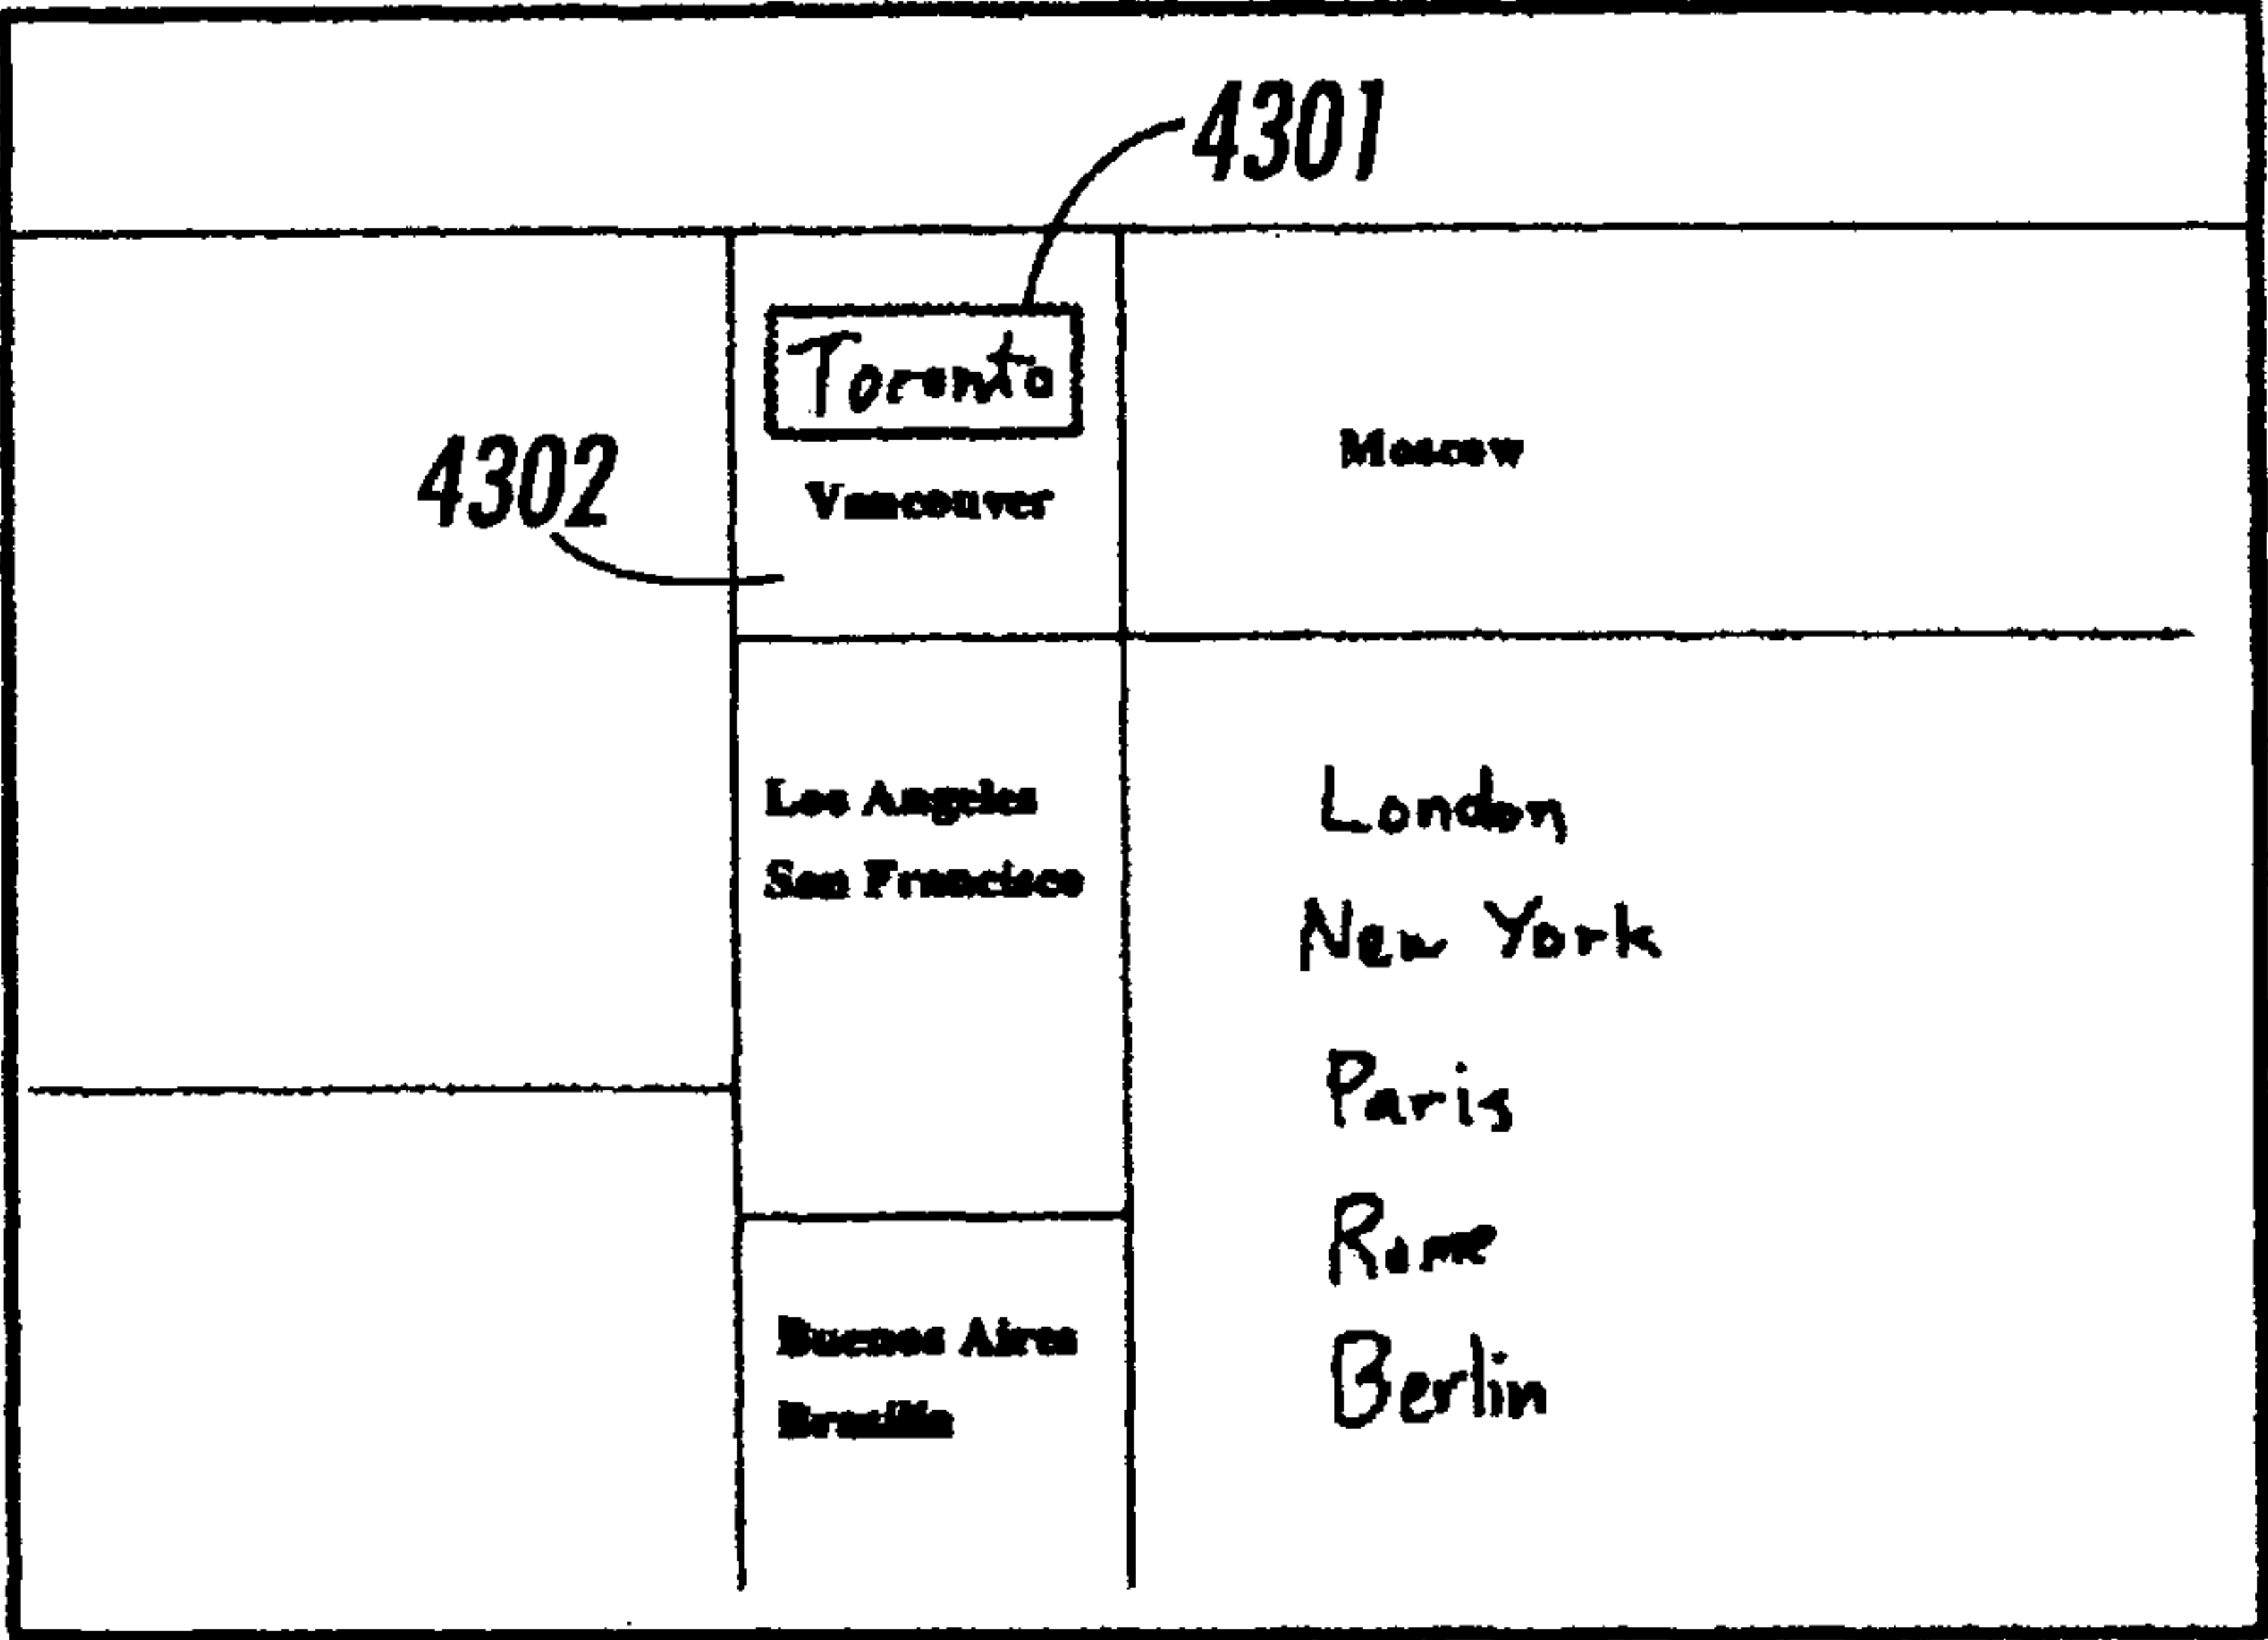 4301
Toronto
4302
Vancouver
Moscow
Los Angeles
San Francisco
Buenos Aires
Brasilia
London
New York
Paris
Rome
Berlin